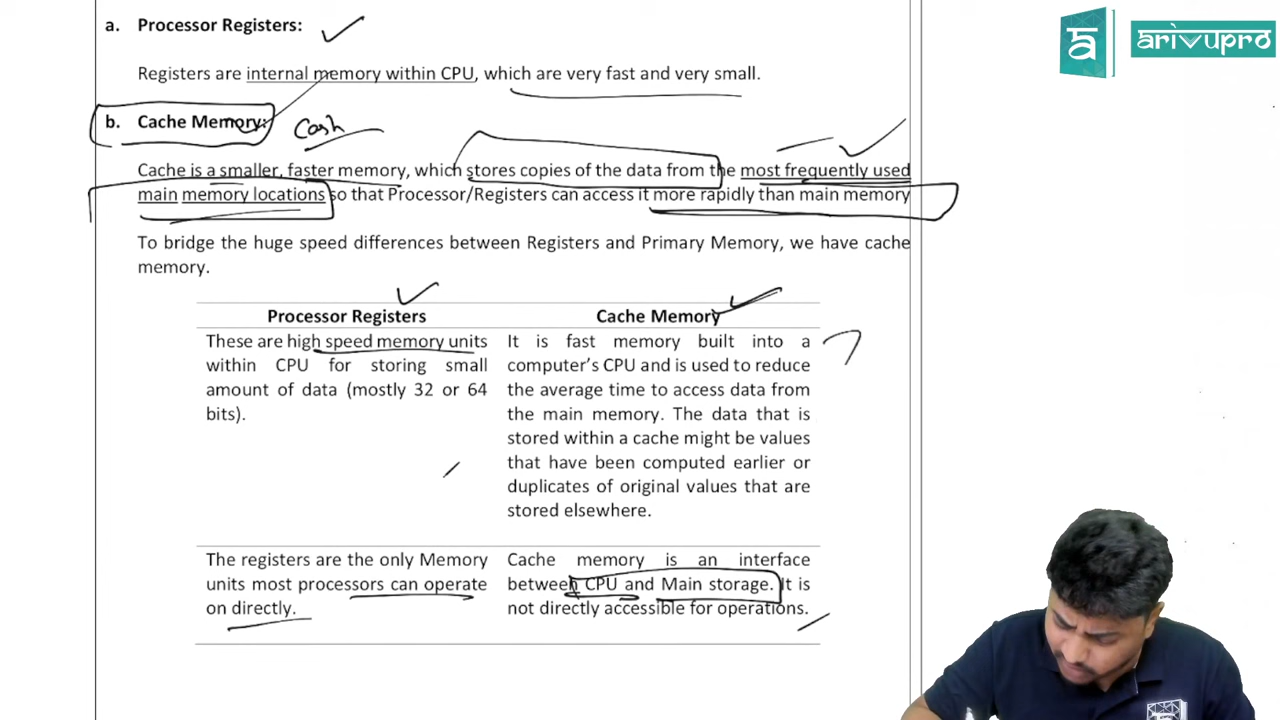 a. Processor Registers:
Registers are internal memory within CPU, which are very fast and very small.
b. Cache Memory:
Cash
Cache is a smaller, faster memory, which stores copies of the data from the most frequently used
main memory locations so that Processor/Registers can access it more rapidly than main memory
To bridge the huge speed differences between Registers and Primary Memory, we have cache
memory.
Processor Registers
These are high speed memory units
within CPU for storing small
amount of data (mostly 32 or 64
bits).
Cache Memory
It is fast memory built into a
computer's CPU and is used to reduce
the average time to access data from
the main memory. The data that is
stored within a cache might be values
that have been computed earlier or
duplicates of original values that are
stored elsewhere.
The registers are the only Memory
units most processors can operate
on directly.
Cache memory is an interface
between CPU and Main storage. It is
not directly accessible for operations.
arivupro